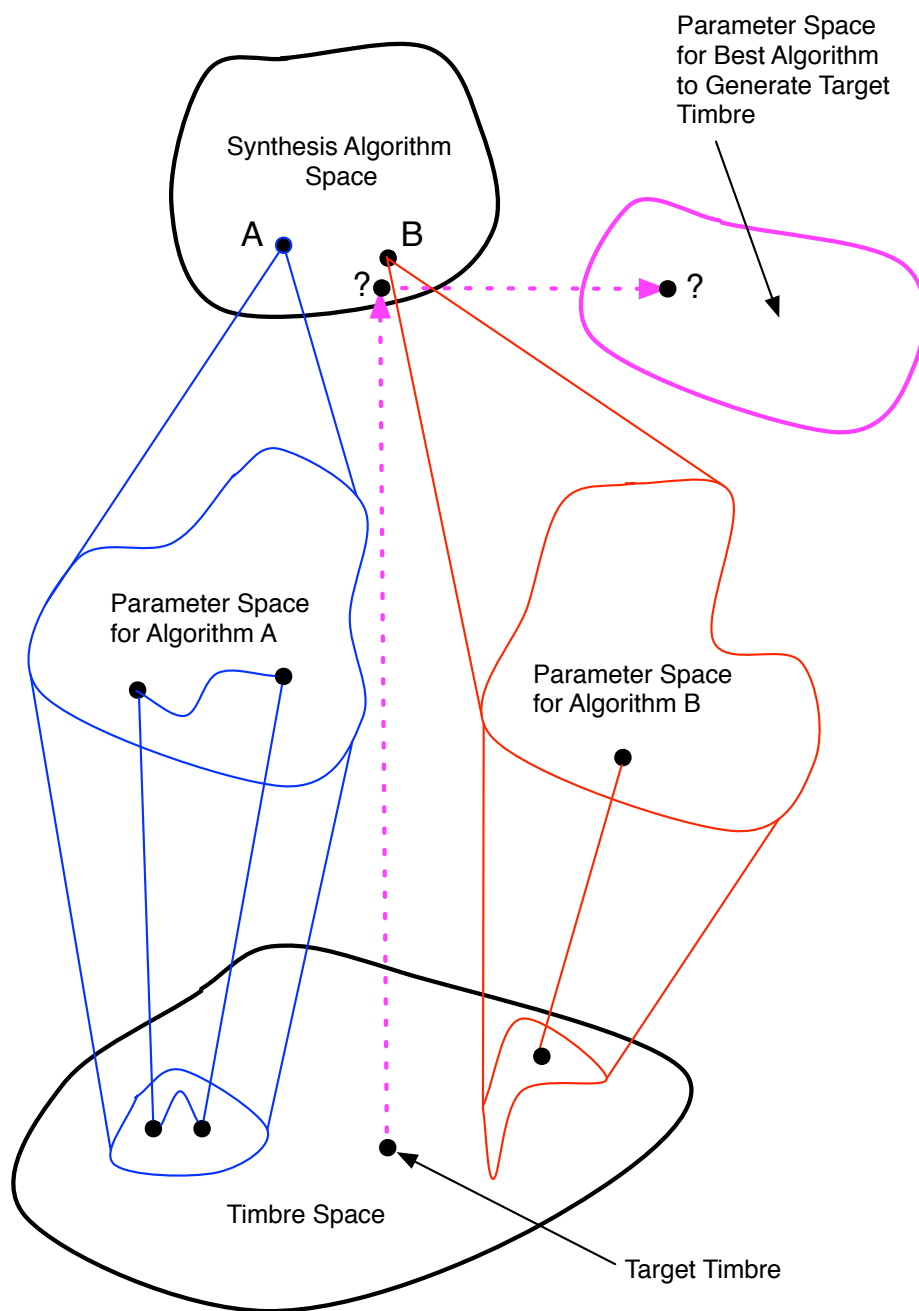 Parameter Space
for Best Algorithm
to Generate Target
Timbre
Synthesis Algorithm
Space
A
B
?
?
Parameter Space
for Algorithm A
Parameter Space
for Algorithm B
Timbre Space
Target Timbre